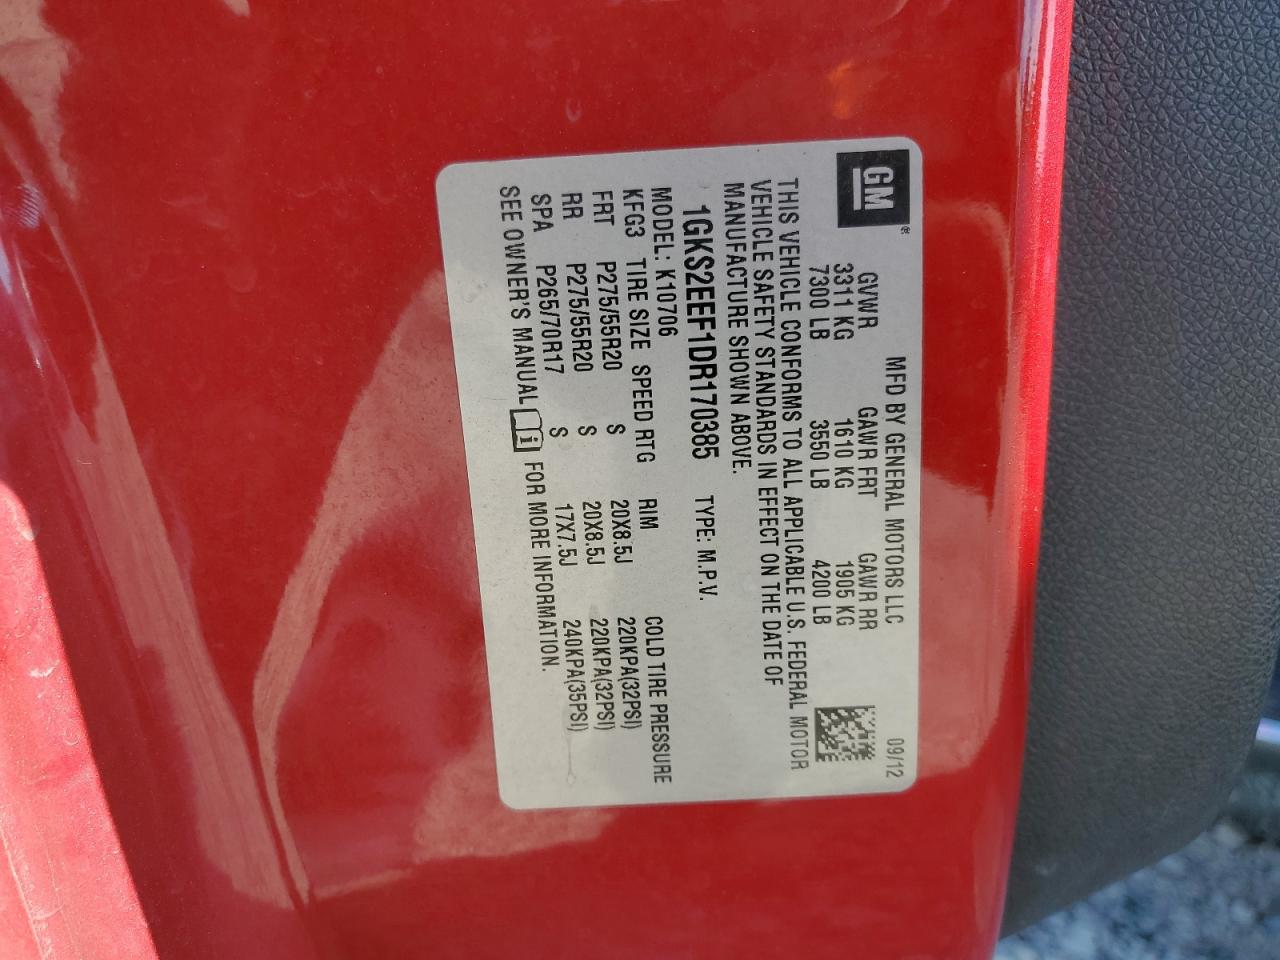 GM
®
MFD BY GENERAL MOTORS LLC 09/12
GVWR GAWR FRT GAWR RR
3311 KG 1610 KG 1905 KG
7300 LB 3550 LB 4200 LB
THIS VEHICLE CONFORMS TO ALL APPLICABLE U.S. FEDERAL MOTOR
VEHICLE SAFETY STANDARDS IN EFFECT ON THE DATE OF
MANUFACTURE SHOWN ABOVE.
1GKS2EEF1DR170385 TYPE: M.P.V.
MODEL: K10706
KFG3 TIRE SIZE SPEED RTG RIM COLD TIRE PRESSURE
FRT P275/55R20 S 20X8.5J 220KPA(32PSI)
RR P275/55R20 S 20X8.5J 220KPA(32PSI)
SPA P265/70R17 S 17X7.5J 240KPA(35PSI)
SEE OWNER'S MANUAL i FOR MORE INFORMATION.